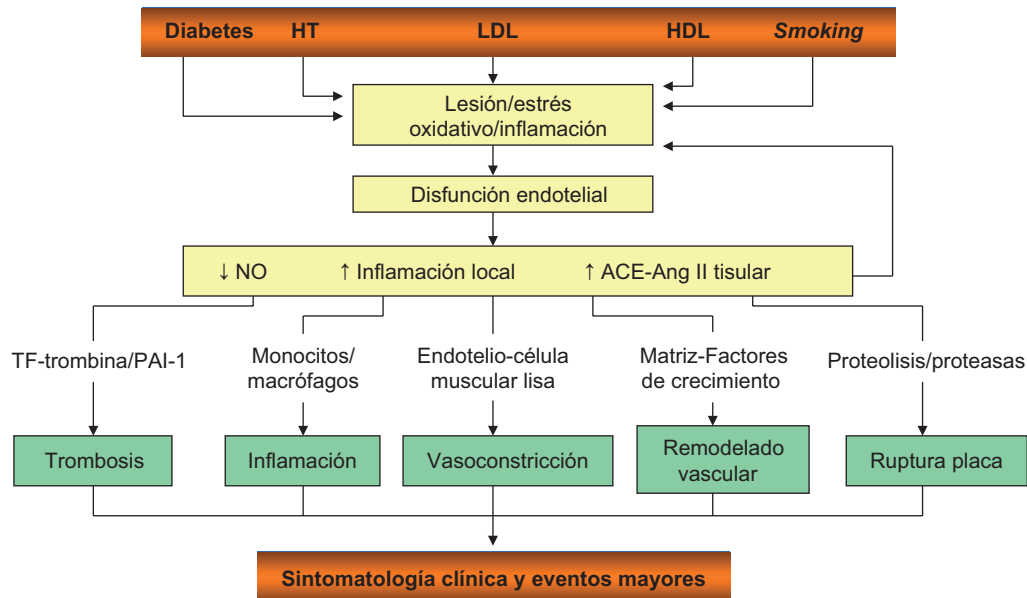 Diabetes HT LDL HDL Smoking
Lesión/estrés
oxidativo/inflamación
Disfunción endotelial
↓ NO ↑ Inflamación local ↑ ACE-Ang II tisular
TF-trombina/PAI-1
Monocitos/
macrófagos
Endotelio-célula
muscular lisa
Matriz-Factores
de crecimiento
Proteolisis/proteasas
Trombosis
Inflamación
Vasoconstricción
Remodelado
vascular
Ruptura placa
Sintomatología clínica y eventos mayores